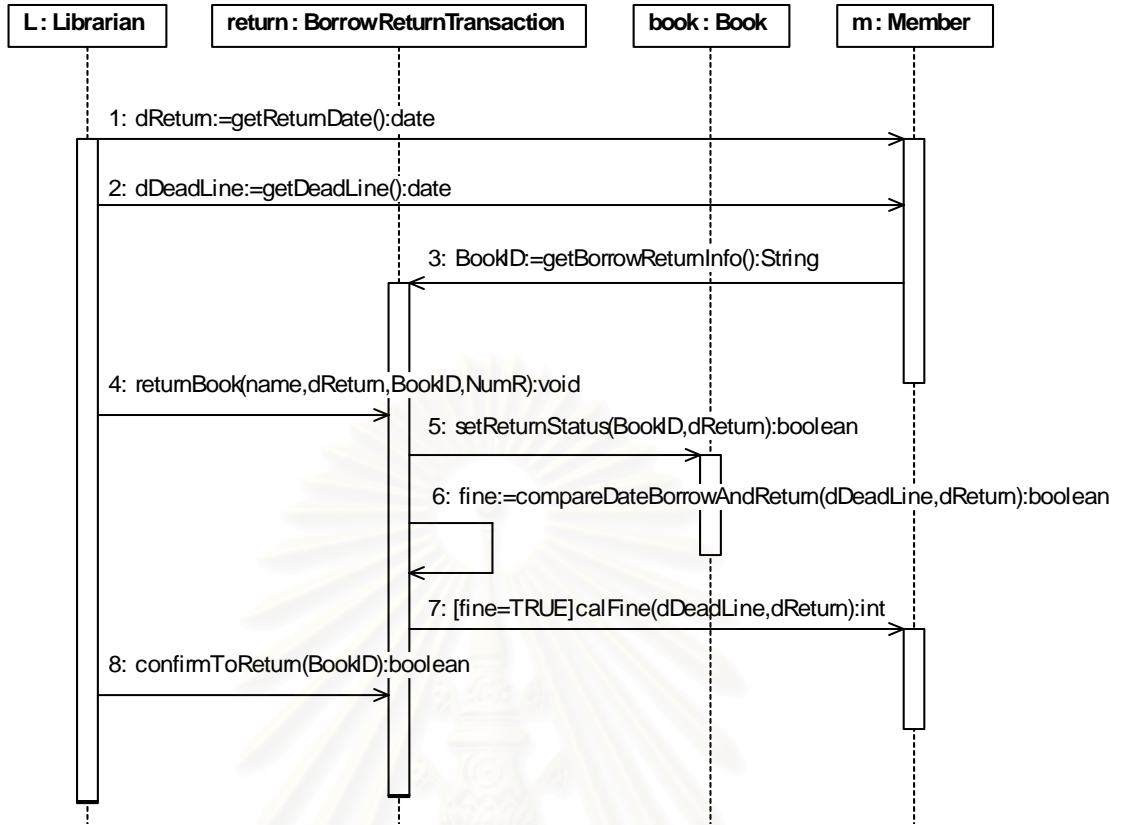 L : Librarian
return : BorrowReturnTransaction
book : Book
m : Member
1: dReturn:=getReturnDate():date
2: dDeadLine:=getDeadLine():date
3: BookID:=getBorrowReturnInfo():String
4: returnBook(name,dReturn,BookID,NumR):void
5: setReturnStatus(BookID,dReturn):boolean
6: fine:=compareDateBorrowAndReturn(dDeadLine,dReturn):boolean
7: [fine=TRUE]calFine(dDeadLine,dReturn):int
8: confirmToReturn(BookID):boolean